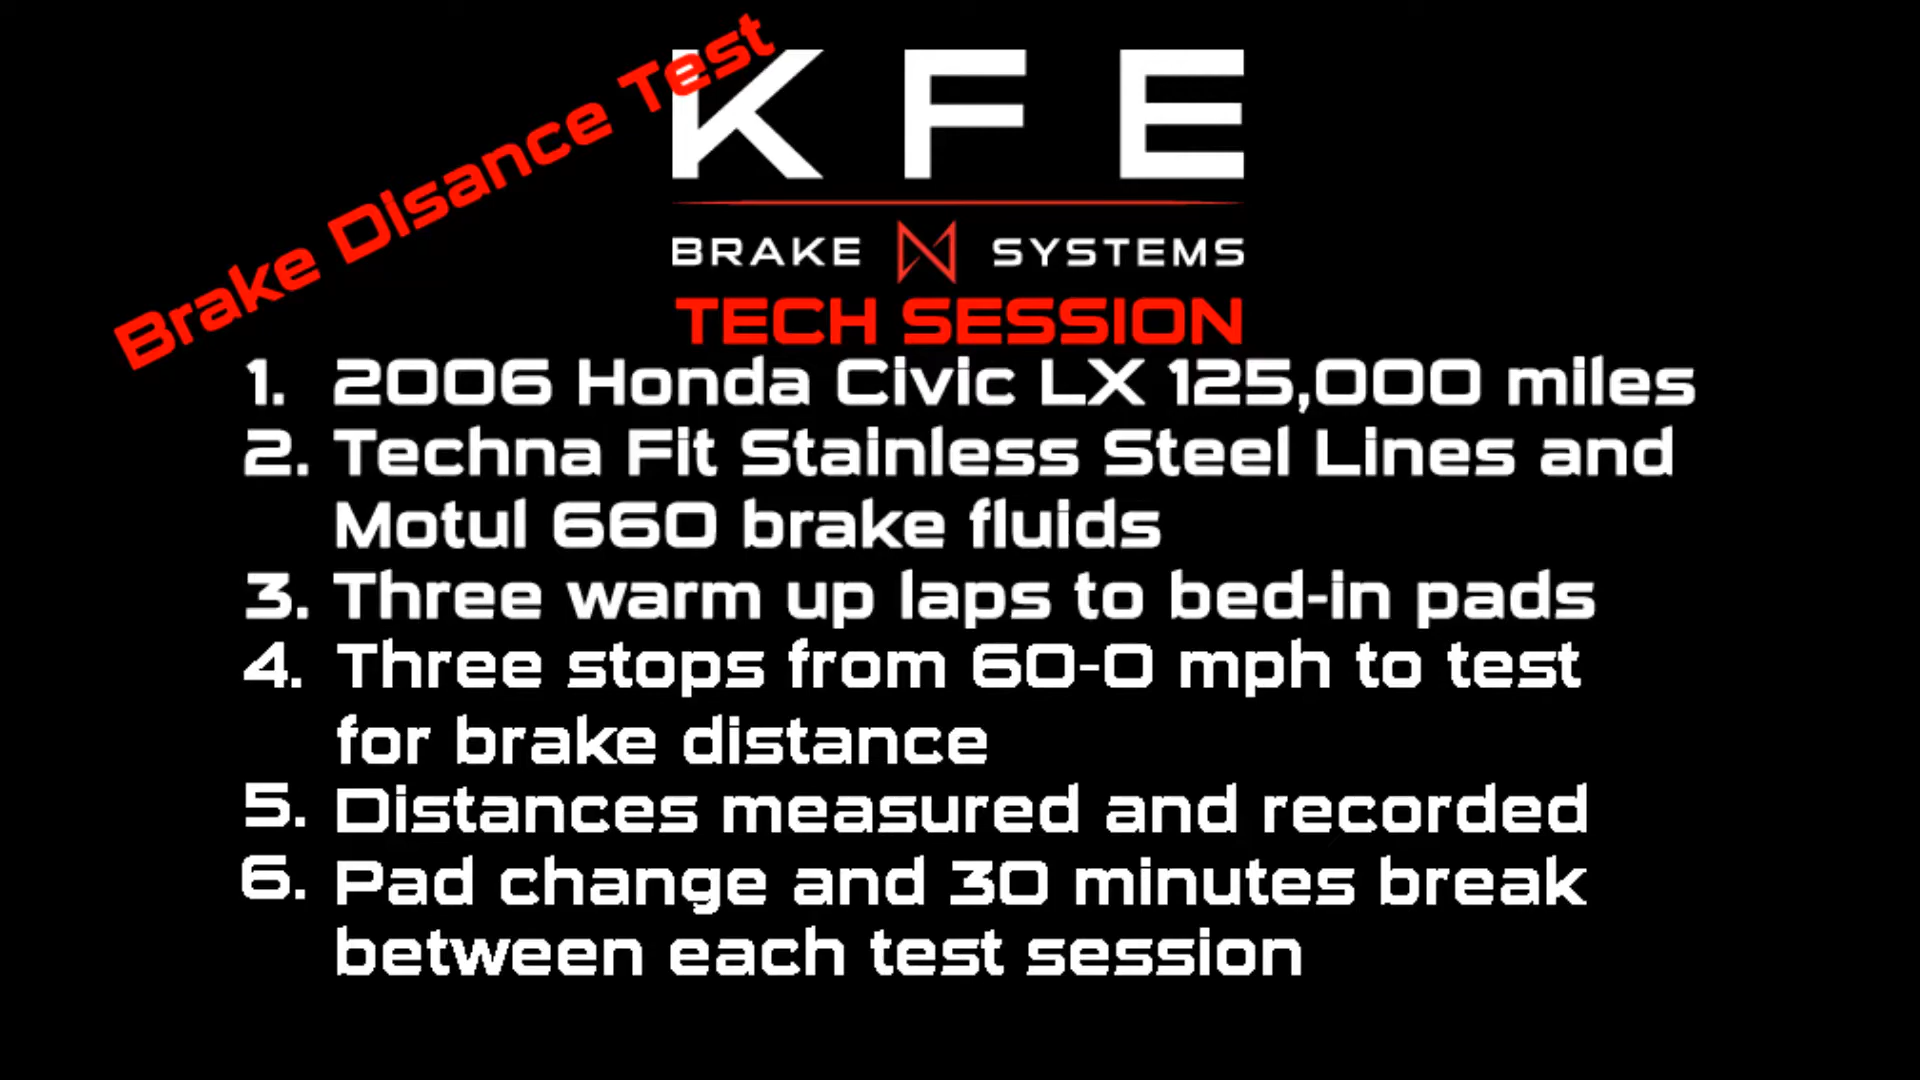 Brake Disance Test
KFE
BRAKE SYSTEMS
TECH SESSION
1. 2006 Honda Civic LX 125,000 miles
2. Techna Fit Stainless Steel Lines and
Motul 660 brake fluids
3. Three warm up laps to bed-in pads
4. Three stops from 60-0 mph to test
for brake distance
5. Distances measured and recorded
6. Pad change and 30 minutes break
between each test session